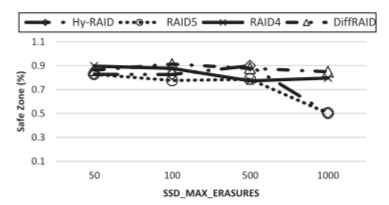 Hy-RAID RAID5 RAID4 DiffRAID
1.1
0.9
0.7
0.5
0.3
0.1
Safe Zone (%)
50 100 500 1000
SSD_MAX_ERASURES